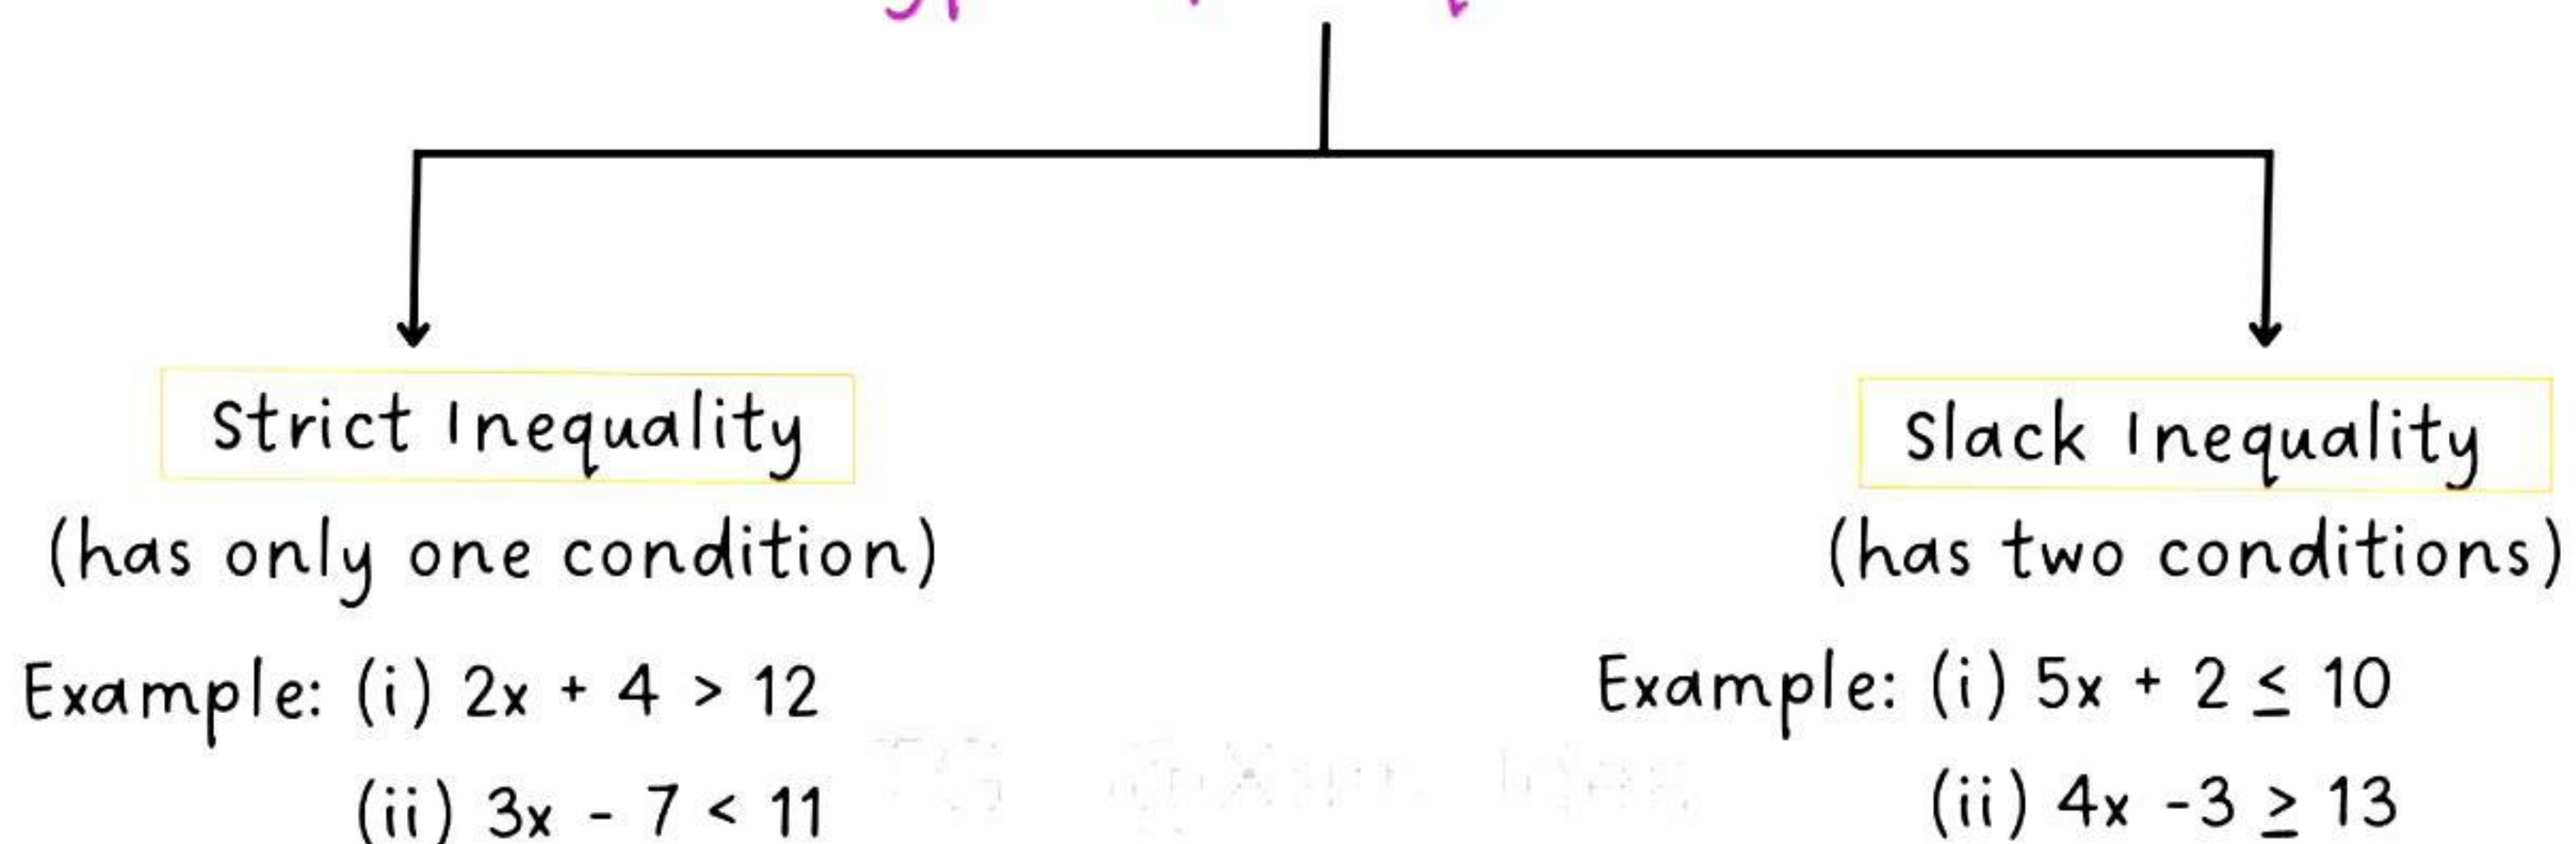 Strict Inequality
Slack Inequality
(has only one condition)
(has two conditions)
Example: (i) 2x + 4 > 12
Example: (i) 5x + 2 ≤ 10
(ii) 3x - 7 < 11
(ii) 4x -3 ≥ 13